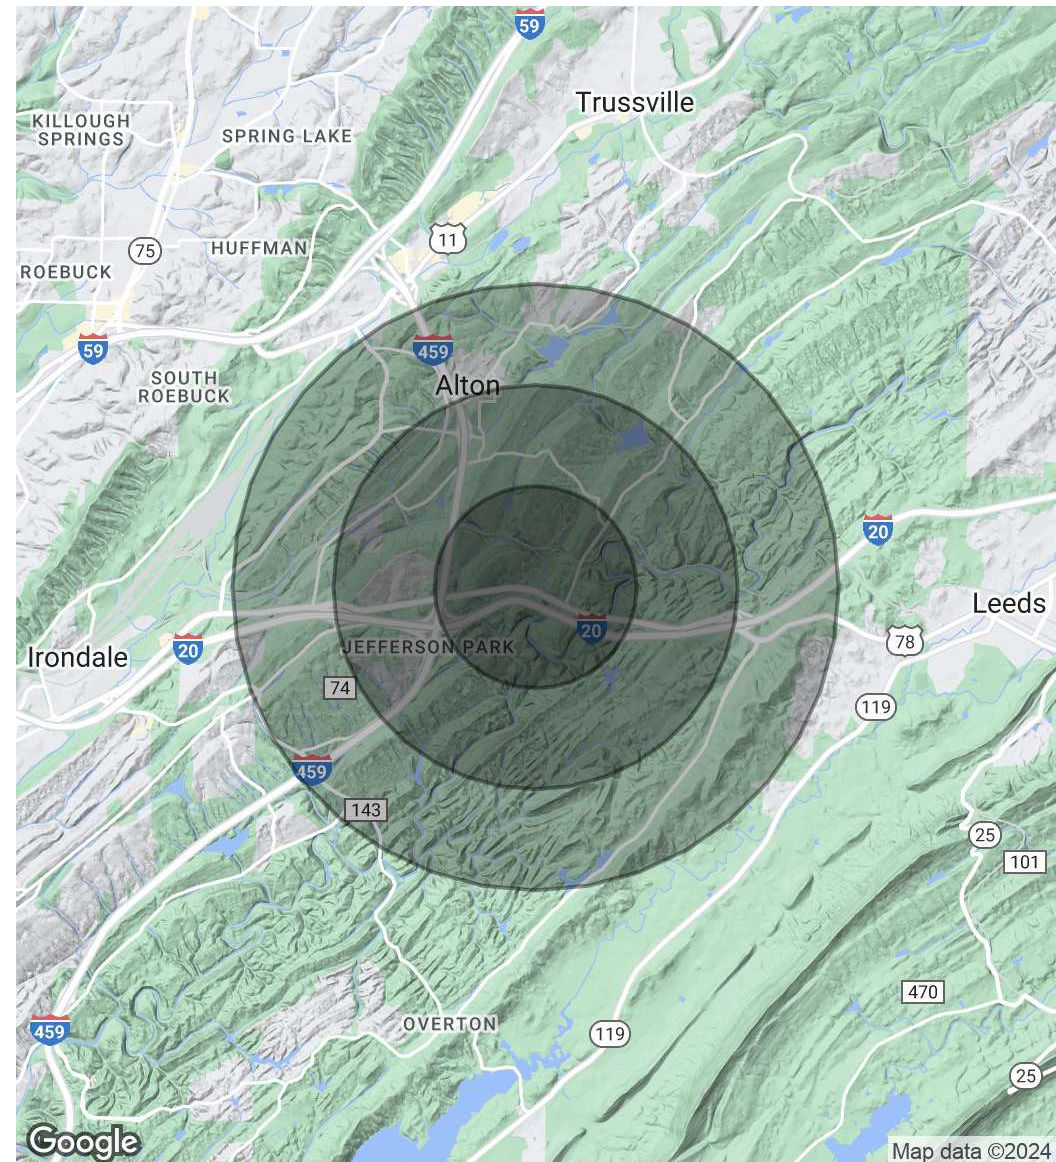 59
Trussville
KILLOUGH
SPRINGS
SPRING LAKE
11
75
HUFFMAN
ROEBUCK
59
459
SOUTH
ROEBUCK
Alton
20
Leeds
20
78
JEFFERSON PARK
20
Irondale
74
119
459
143
25
101
470
OVERTON
459
119
25
Google
Map data ©2024